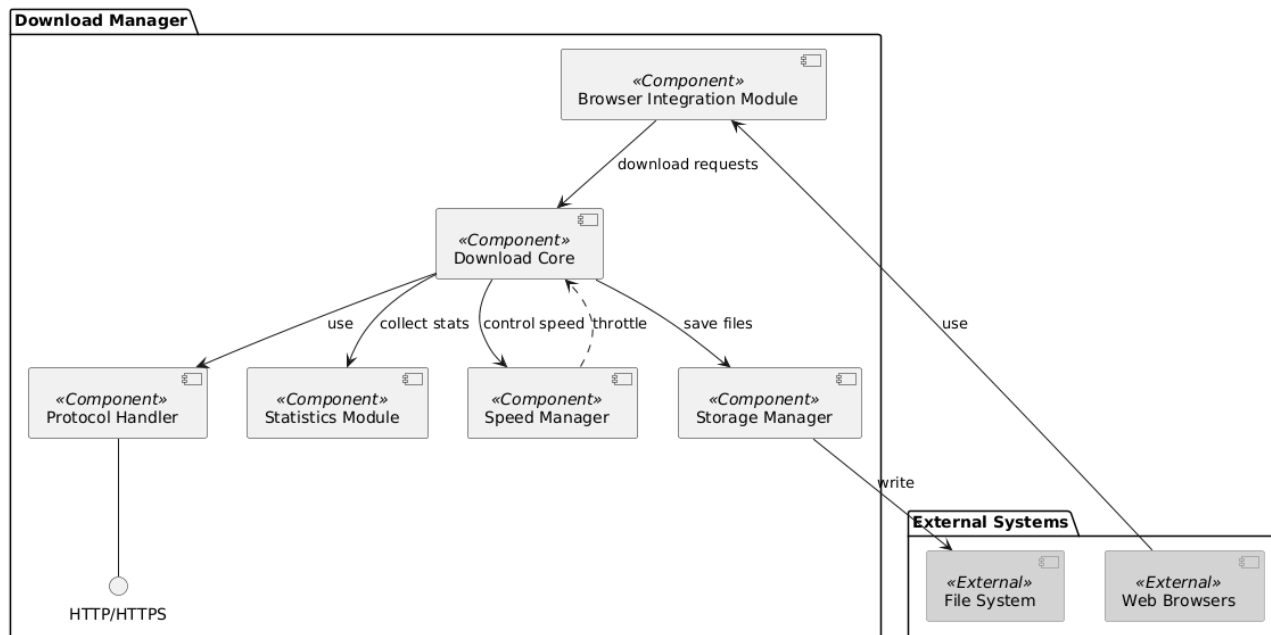 Download Manager
«Component»
Browser Integration Module
download requests
«Component»
Download Core
use
collect stats
control speed
throttle
save files
use
«Component»
Protocol Handler
«Component»
Statistics Module
«Component»
Speed Manager
«Component»
Storage Manager
write
External Systems
«External»
File System
«External»
Web Browsers
HTTP/HTTPS